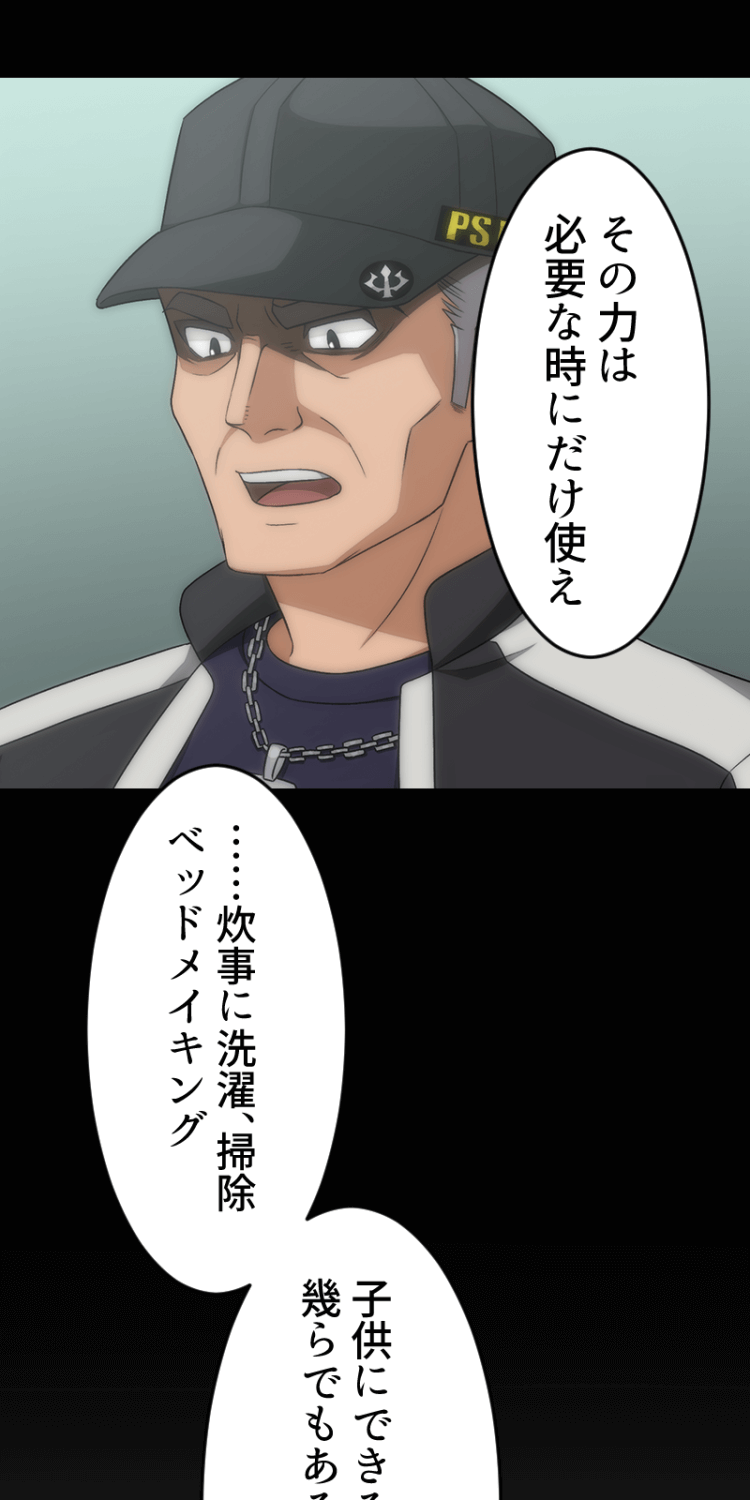 PS
その力は
必要な時にだけ使え
……炊事に洗濯、掃除
ベッドメイキング
子供にできる
幾らでもある